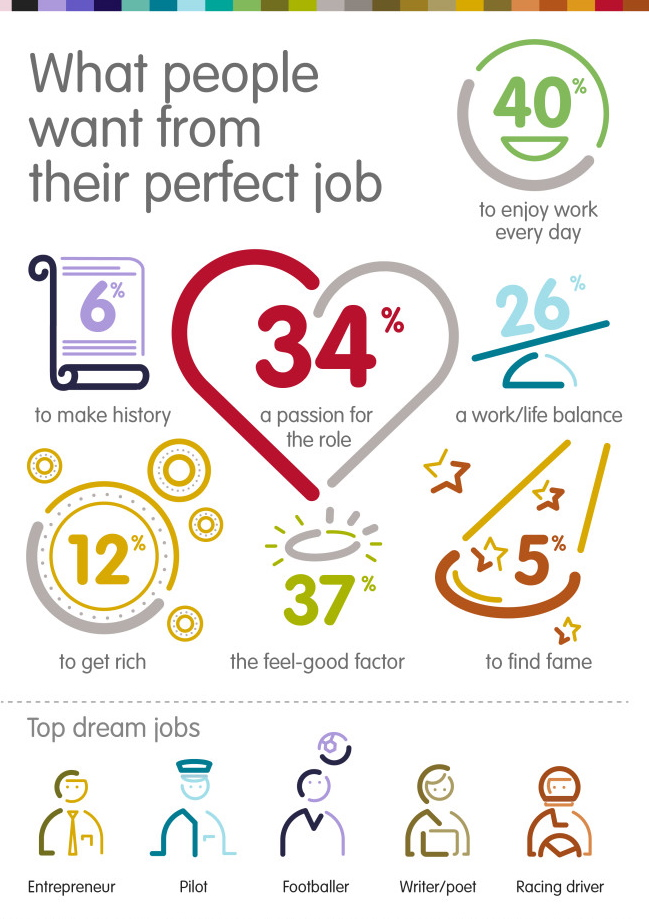 What people
want from
their perfect job
40%
to enjoy work
every day
6%
to make history
34%
a passion for
the role
26%
a work/life balance
12%
to get rich
37%
the feel-good factor
5%
to find fame
Top dream jobs
Entrepreneur
Pilot
Footballer
Writer/poet
Racing driver